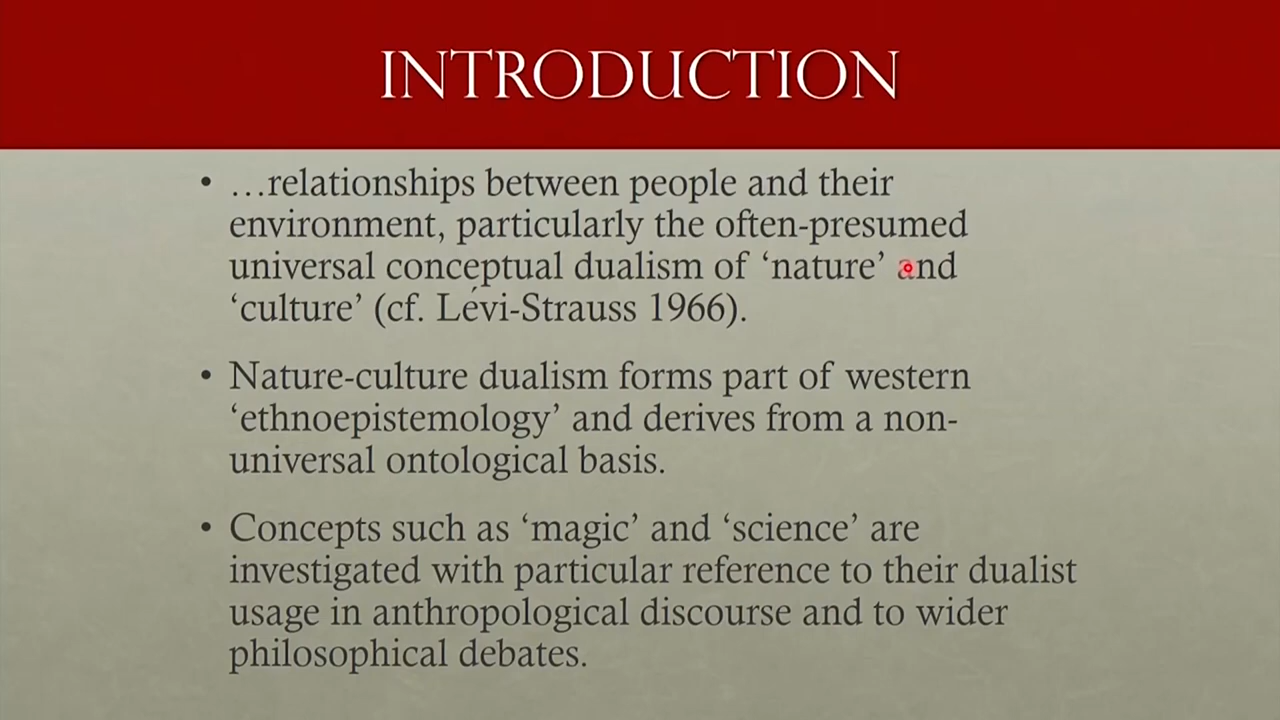 INTRODUCTION
• …relationships between people and their
environment, particularly the often-presumed
universal conceptual dualism of ‘nature’ and
‘culture’ (cf. Lévi-Strauss 1966).
• Nature-culture dualism forms part of western
‘ethnoepistemology’ and derives from a non-
universal ontological basis.
• Concepts such as ‘magic’ and ‘science’ are
investigated with particular reference to their dualist
usage in anthropological discourse and to wider
philosophical debates.